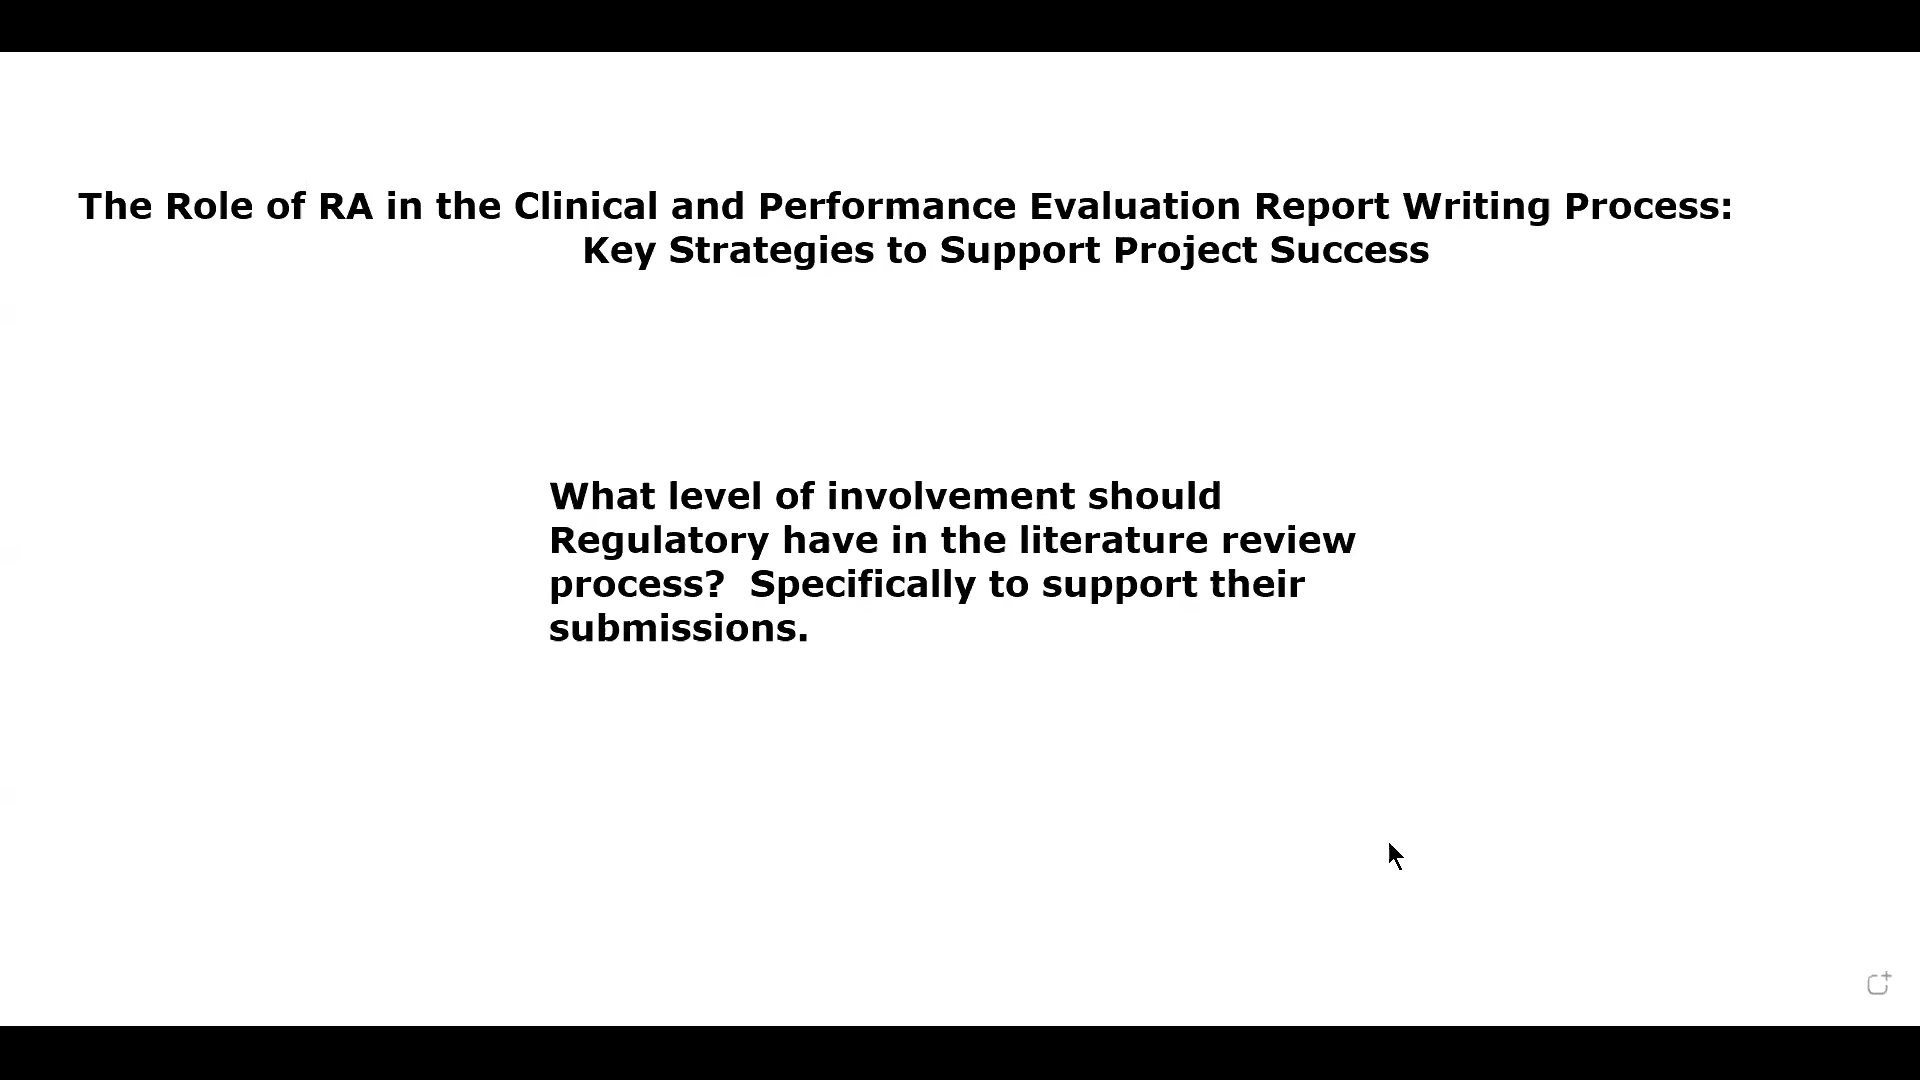 The Role of RA in the Clinical and Performance Evaluation Report Writing Process:
Key Strategies to Support Project Success
What level of involvement should
Regulatory have in the literature review
process?  Specifically to support their
submissions.